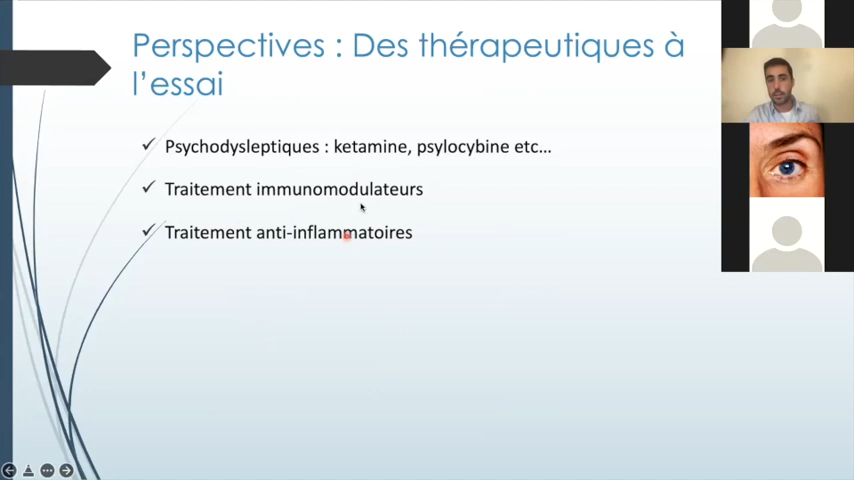 Perspectives : Des thérapeutiques à
l’essai
Psychodysleptiques : ketamine, psylocybine etc…
Traitement immunomodulateurs
Traitement anti-inflammatoires